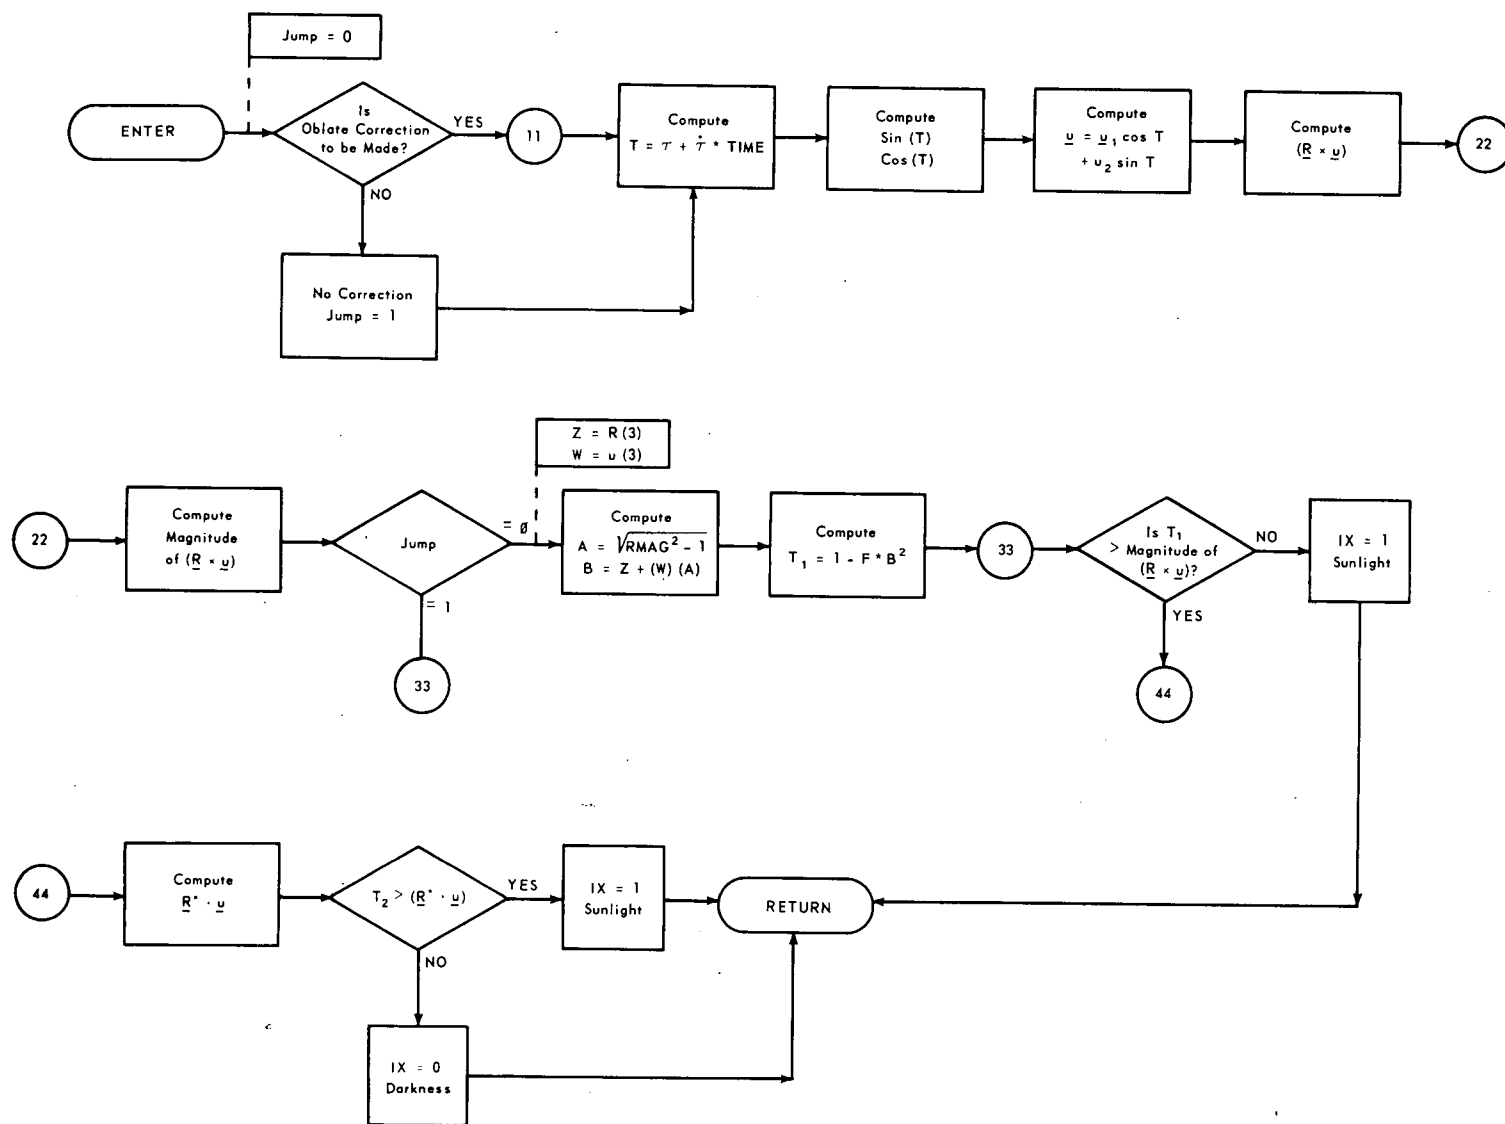 Jump = 0
ENTER
Is
Oblate Correction
to be Made?
YES
NO
11
Compute
T = τ + τ̇ * TIME
Compute
Sin (T)
Cos (T)
Compute
u̲ = u̲₁ cos T
+ u₂ sin T
Compute
(R̲ × u̲)
22
No Correction
Jump = 1
Z = R (3)
W = u (3)
22
Compute
Magnitude
of (R̲ × u̲)
Jump
= ø
= 1
33
Compute
A = √RMAG² - 1
B = Z + (W) (A)
Compute
T₁ = 1 - F * B²
33
Is T₁
> Magnitude of
(R̲ × u̲)?
NO
YES
44
IX = 1
Sunlight
44
Compute
R̲* · u̲
T₂ > (R̲* · u̲)
YES
NO
IX = 1
Sunlight
RETURN
IX = 0
Darkness